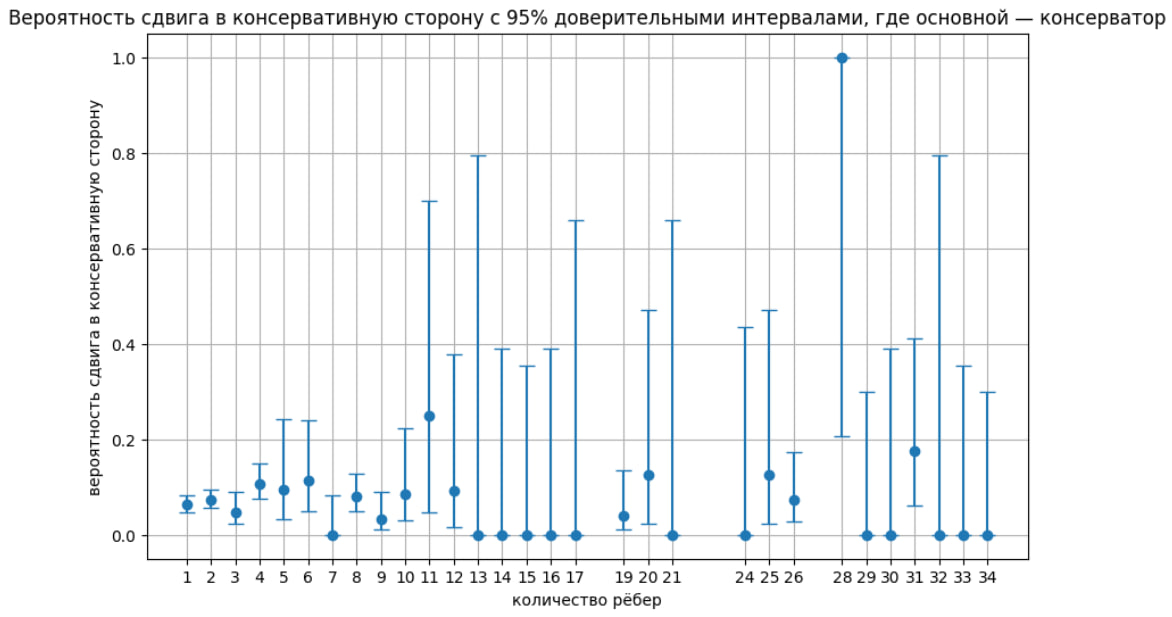 Вероятность сдвига в консервативную сторону с 95% доверительными интервалами, где основной — консерватор
вероятность сдвига в консервативную сторону
1.0
0.8
0.6
0.4
0.2
0.0
1 2 3 4 5 6 7 8 9 10 11 12 13 14 15 16 17 19 20 21 24 25 26 28 29 30 31 32 33 34
количество рёбер